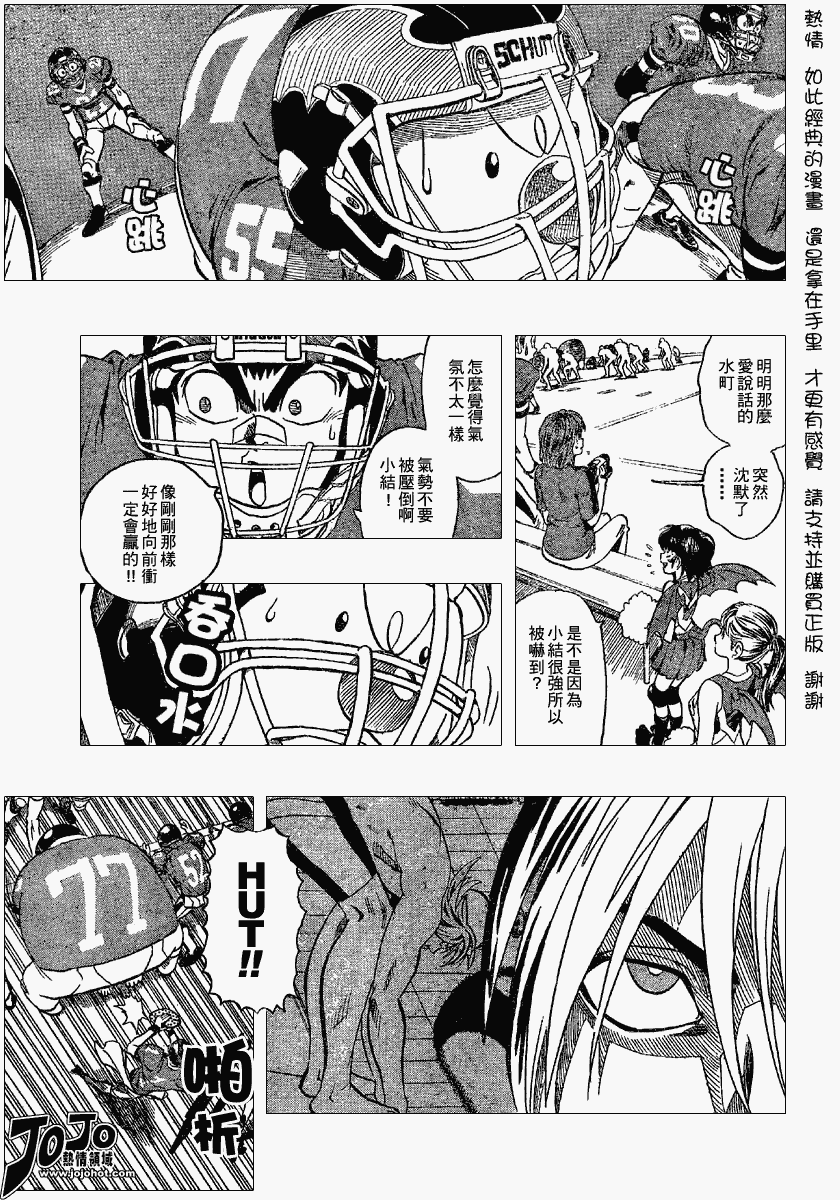 熱情 如此經典的漫畫 還是拿在手里 才更有感覺 請支持並購買正版 謝謝
SCHUTT
心跳
心跳
55
明明那麼
愛說話的
水町
突然
沈默了
……
是不是因為
小結很強所以
被嚇到？
怎麼覺得氣
氛不太一樣
氣勢不要
被壓倒啊
小結！
像剛剛那樣
好好地向前衝
一定會贏的!!
吞口水
HUT!!
77
52
啪
折
JOJO
熱情領域
www.jojohot.com